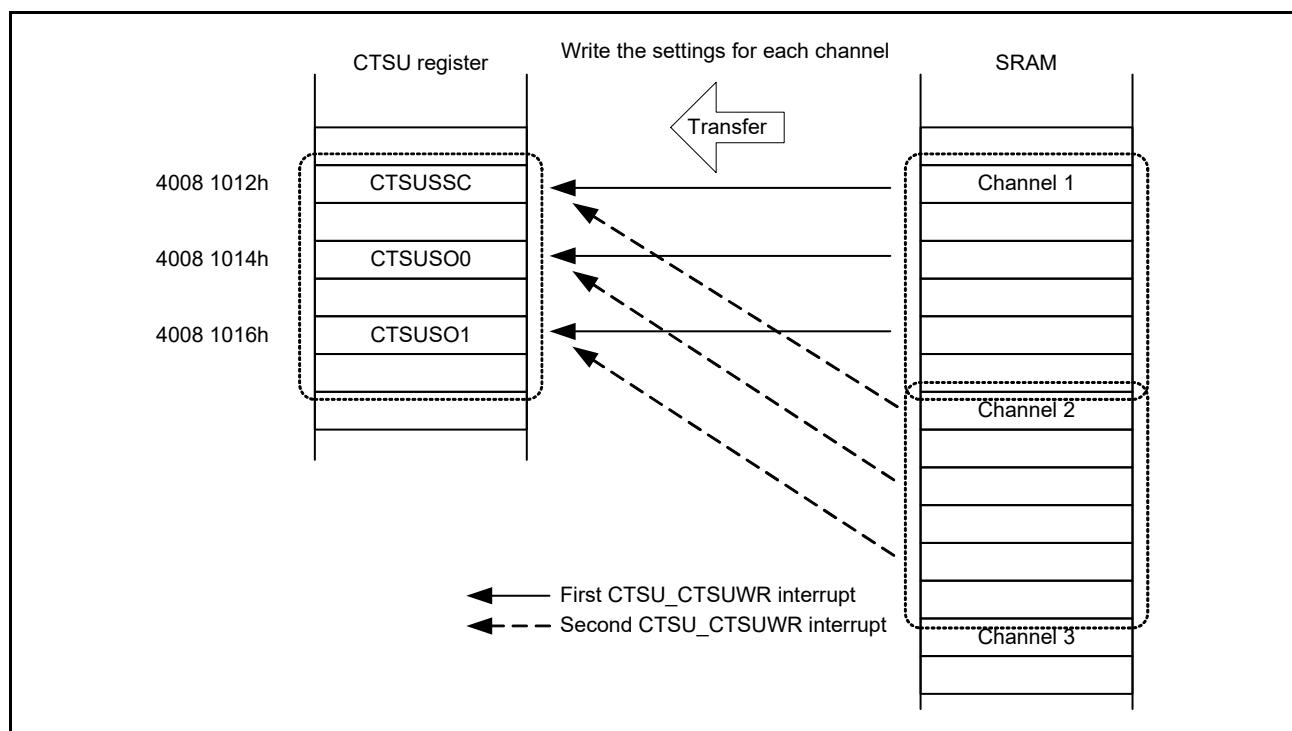 Write the settings for each channel
CTSU register
SRAM
Transfer
4008 1012h
CTSUSSC
Channel 1
4008 1014h
CTSUSO0
4008 1016h
CTSUSO1
Channel 2
First CTSU_CTSUWR interrupt
Second CTSU_CTSUWR interrupt
Channel 3